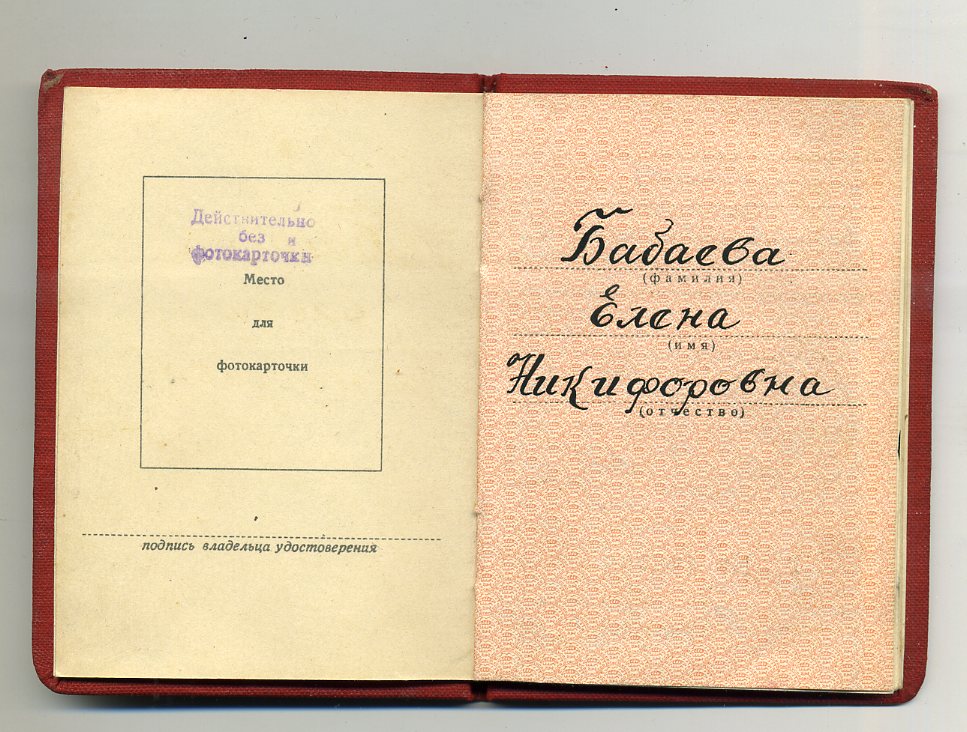 Действительно
без и
фотокарточки
Место
для
фотокарточки
подпись владельца удостоверения
Бабаева
(фамилия)
Елена
(имя)
Никифоровна
(отчество)